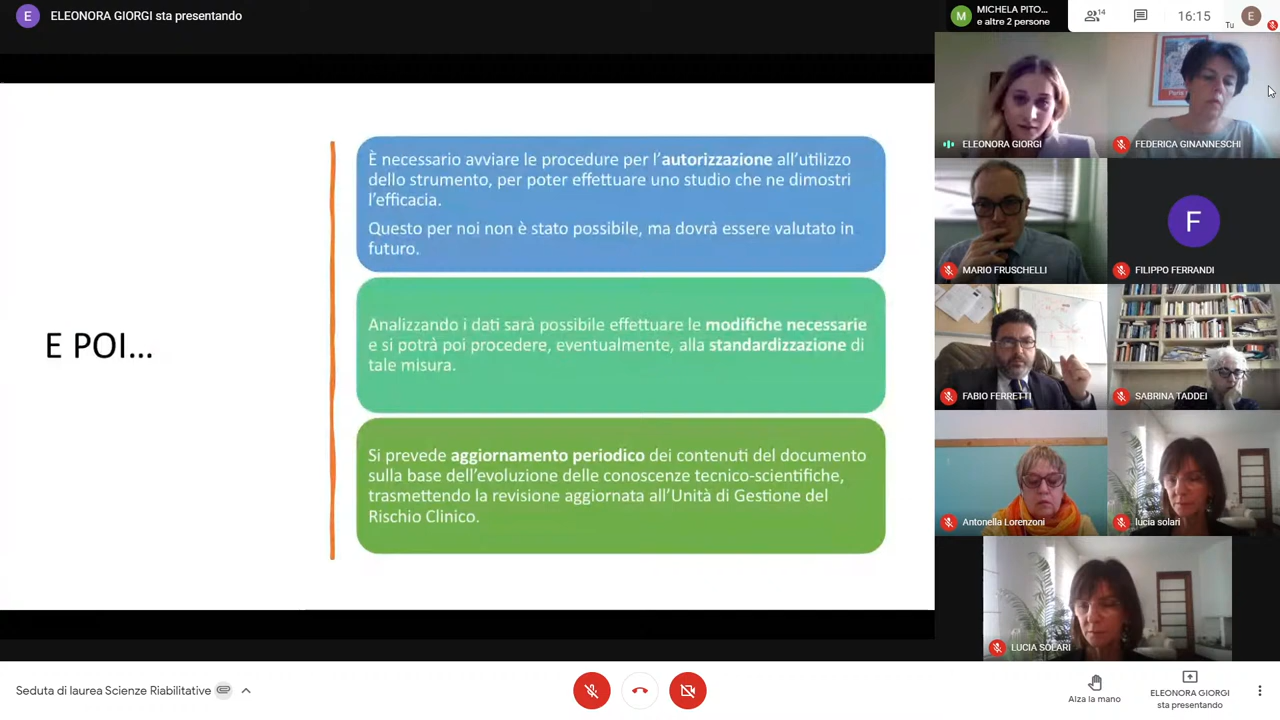 E
ELEONORA GIORGI sta presentando
M
MICHELA PITO...
e altre 2 persone
14
16:15
Tu
E
E POI...
È necessario avviare le procedure per l'autorizzazione all'utilizzo
dello strumento, per poter effettuare uno studio che ne dimostri
l'efficacia.
Questo per noi non è stato possibile, ma dovrà essere valutato in
futuro.
Analizzando i dati sarà possibile effettuare le modifiche necessarie
e si potrà poi procedere, eventualmente, alla standardizzazione di
tale misura.
Si prevede aggiornamento periodico dei contenuti del documento
sulla base dell'evoluzione delle conoscenze tecnico-scientifiche,
trasmettendo la revisione aggiornata all'Unità di Gestione del
Rischio Clinico.
ELEONORA GIORGI
FEDERICA GINANNESCHI
MARIO FRUSCHELLI
F
FILIPPO FERRANDI
FABIO FERRETTI
SABRINA TADDEI
Antonella Lorenzoni
lucia solari
LUCIA SOLARI
Seduta di laurea Scienze Riabilitative
Alza la mano
ELEONORA GIORGI
sta presentando